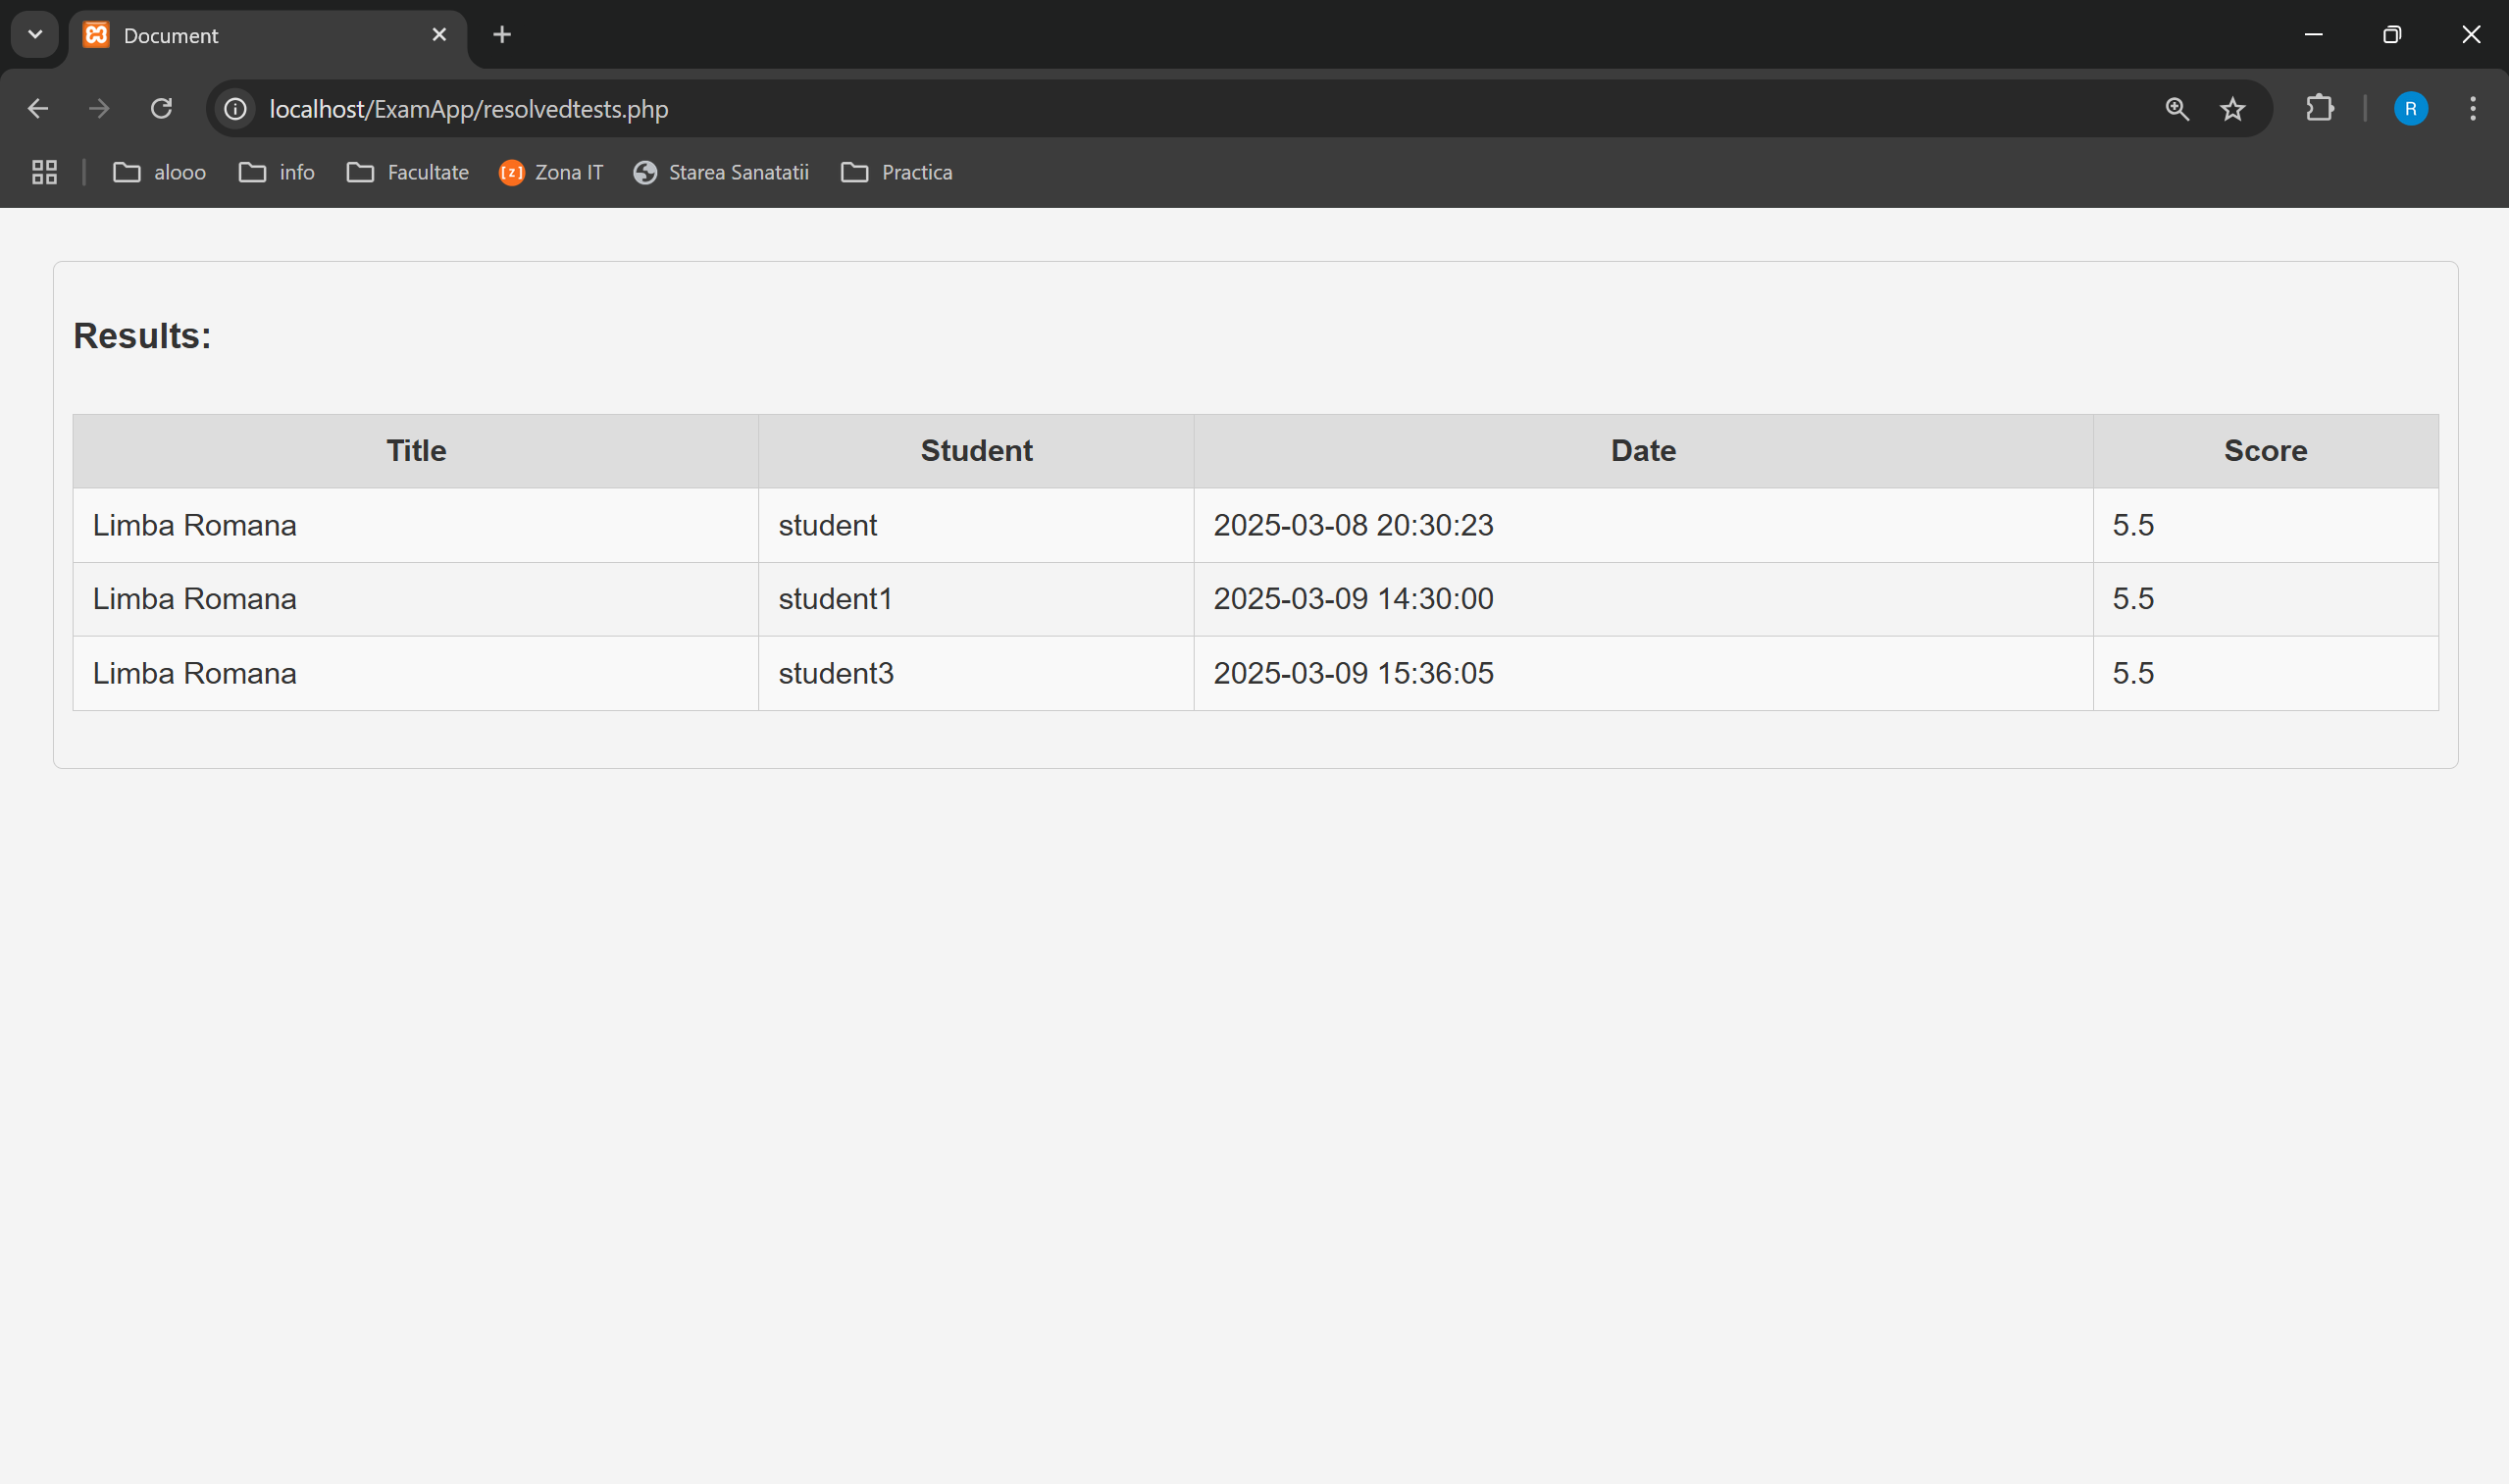 Document
localhost/ExamApp/resolvedtests.php
R
alooo info Facultate [z] Zona IT Starea Sanatatii Practica
Results:
Title Student Date Score
Limba Romana student 2025-03-08 20:30:23 5.5
Limba Romana student1 2025-03-09 14:30:00 5.5
Limba Romana student3 2025-03-09 15:36:05 5.5